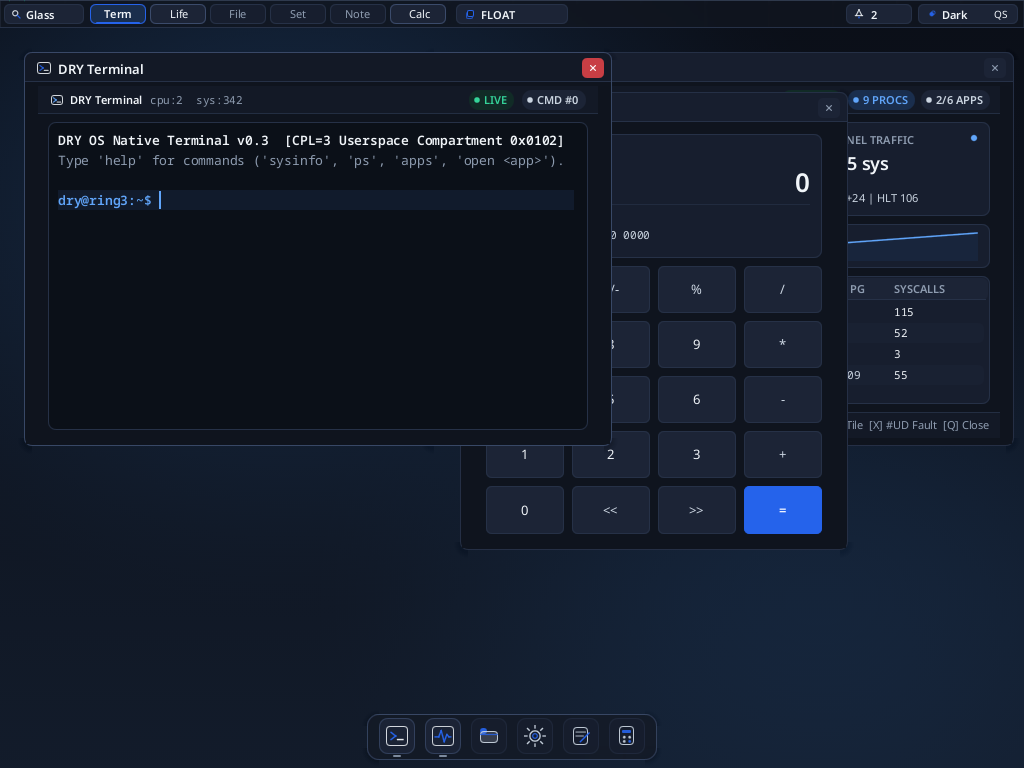 Glass Term Life File Set Note Calc FLOAT 2 Dark QS
DRY Terminal
DRY Terminal cpu:2 sys:342 LIVE CMD #0
DRY OS Native Terminal v0.3 [CPL=3 Userspace Compartment 0x0102]
Type 'help' for commands ('sysinfo', 'ps', 'apps', 'open <app>').
dry@ring3:~$
0
0 0000
% /
9 *
6 -
1 2 3 +
0 << >> =
9 PROCS 2/6 APPS
NEL TRAFFIC
5 sys
+24 | HLT 106
PG SYSCALLS
115
52
3
09 55
Tile [X] #UD Fault [Q] Close